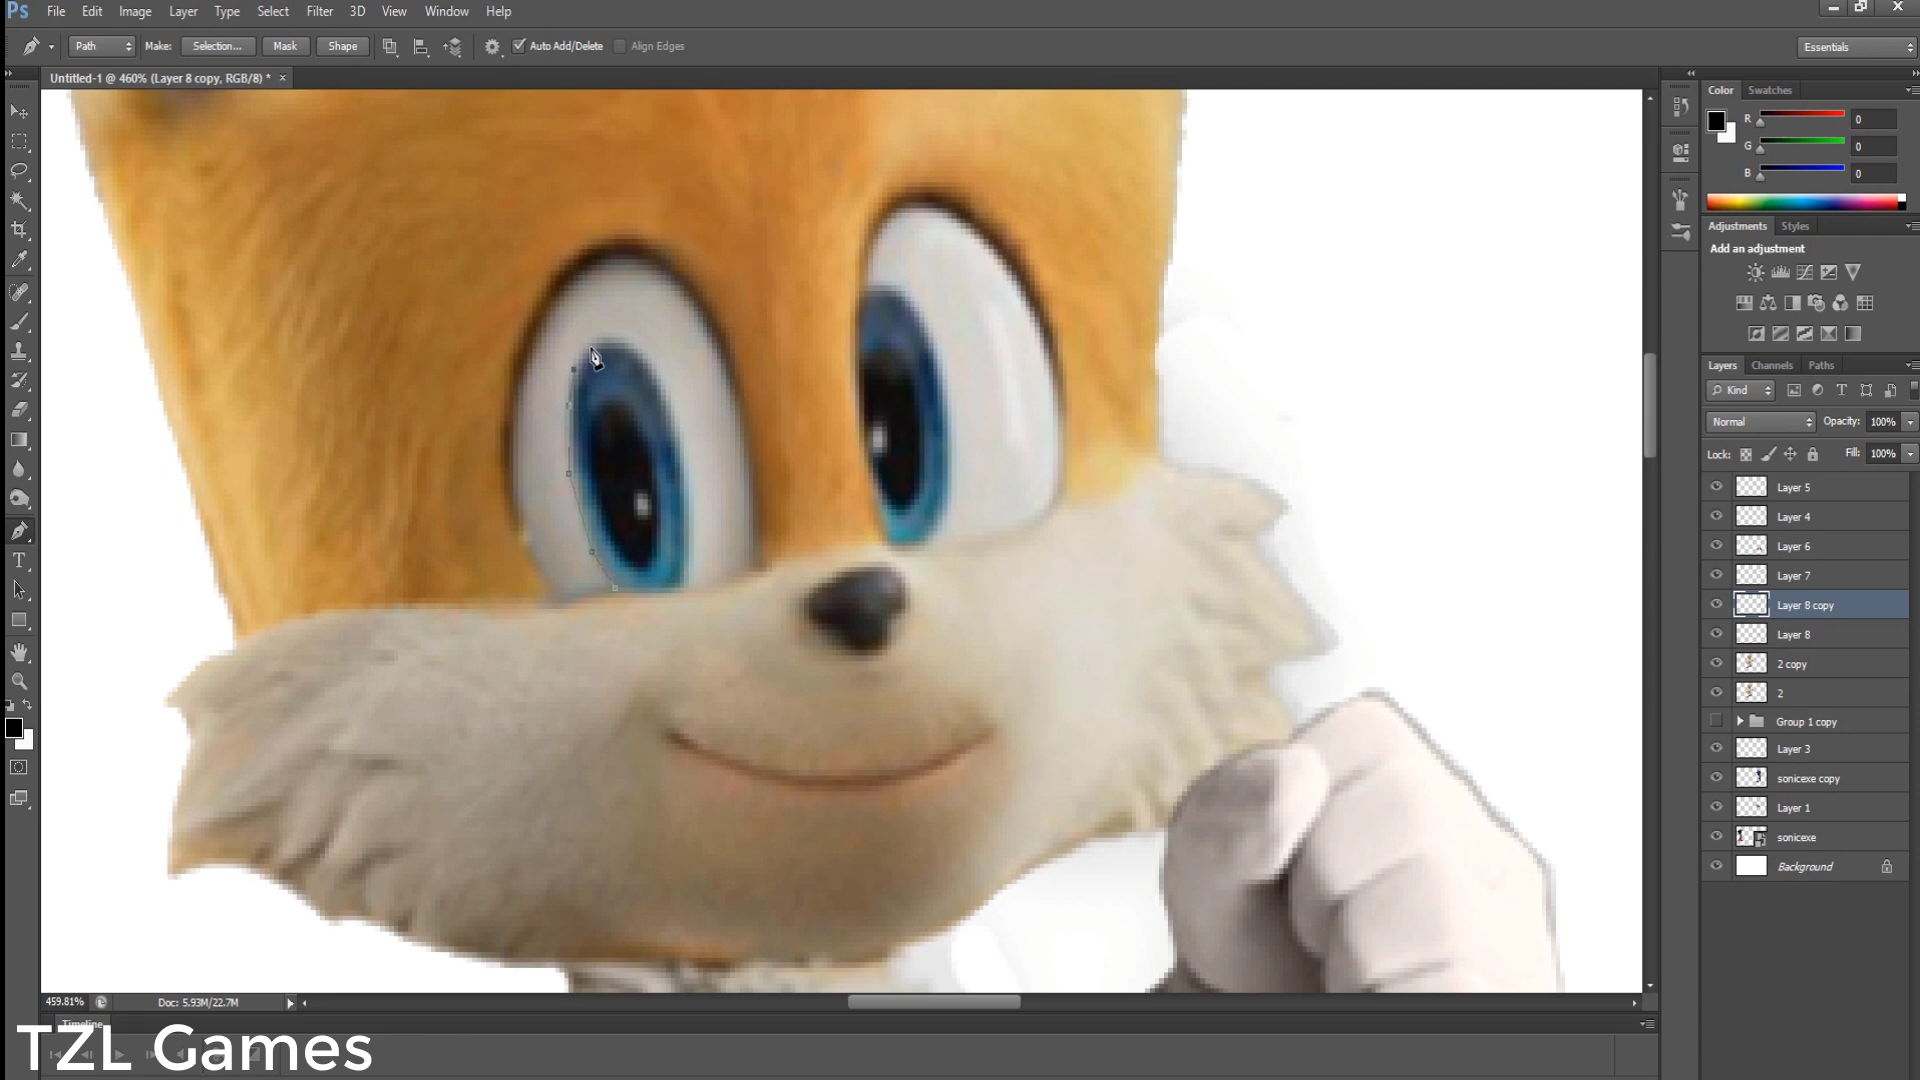 Ps File Edit Image Layer Type Select Filter 3D View Window Help
Path Make: Selection... Mask Shape Auto Add/Delete Align Edges Essentials
Untitled-1 @ 460% (Layer 8 copy, RGB/8) * ×
Color Swatches
R 0
G 0
B 0
Adjustments Styles
Add an adjustment
Layers Channels Paths
Kind
Normal Opacity: 100%
Lock: Fill: 100%
Layer 5
Layer 4
Layer 6
Layer 7
Layer 8 copy
Layer 8
2 copy
2
Group 1 copy
Layer 3
sonicexe copy
Layer 1
sonicexe
Background
459.81% Doc: 5.93M/22.7M
Timeline
TZL Games